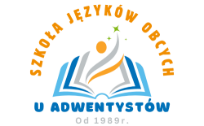 SZKOŁA JĘZYKÓW OBCYCH
U ADWENTYSTÓW
Od 1989r.